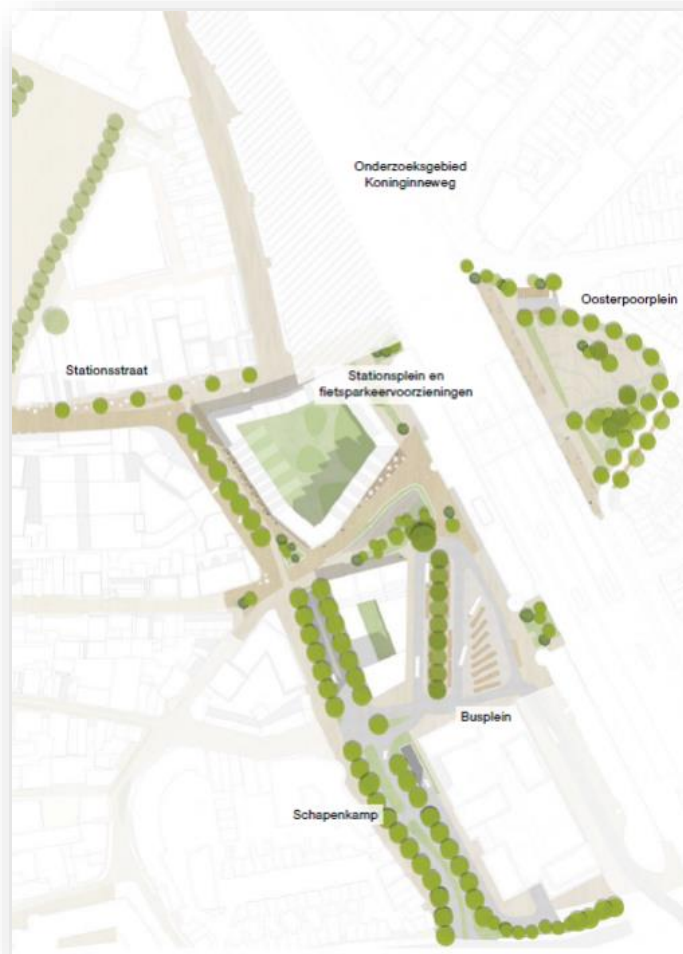 Onderzoeksgebied
Koninginneweg
Oosterpoorplein
Stationsstraat
Stationsplein en
fietsparkeervoorzieningen
Busplein
Schapenkamp